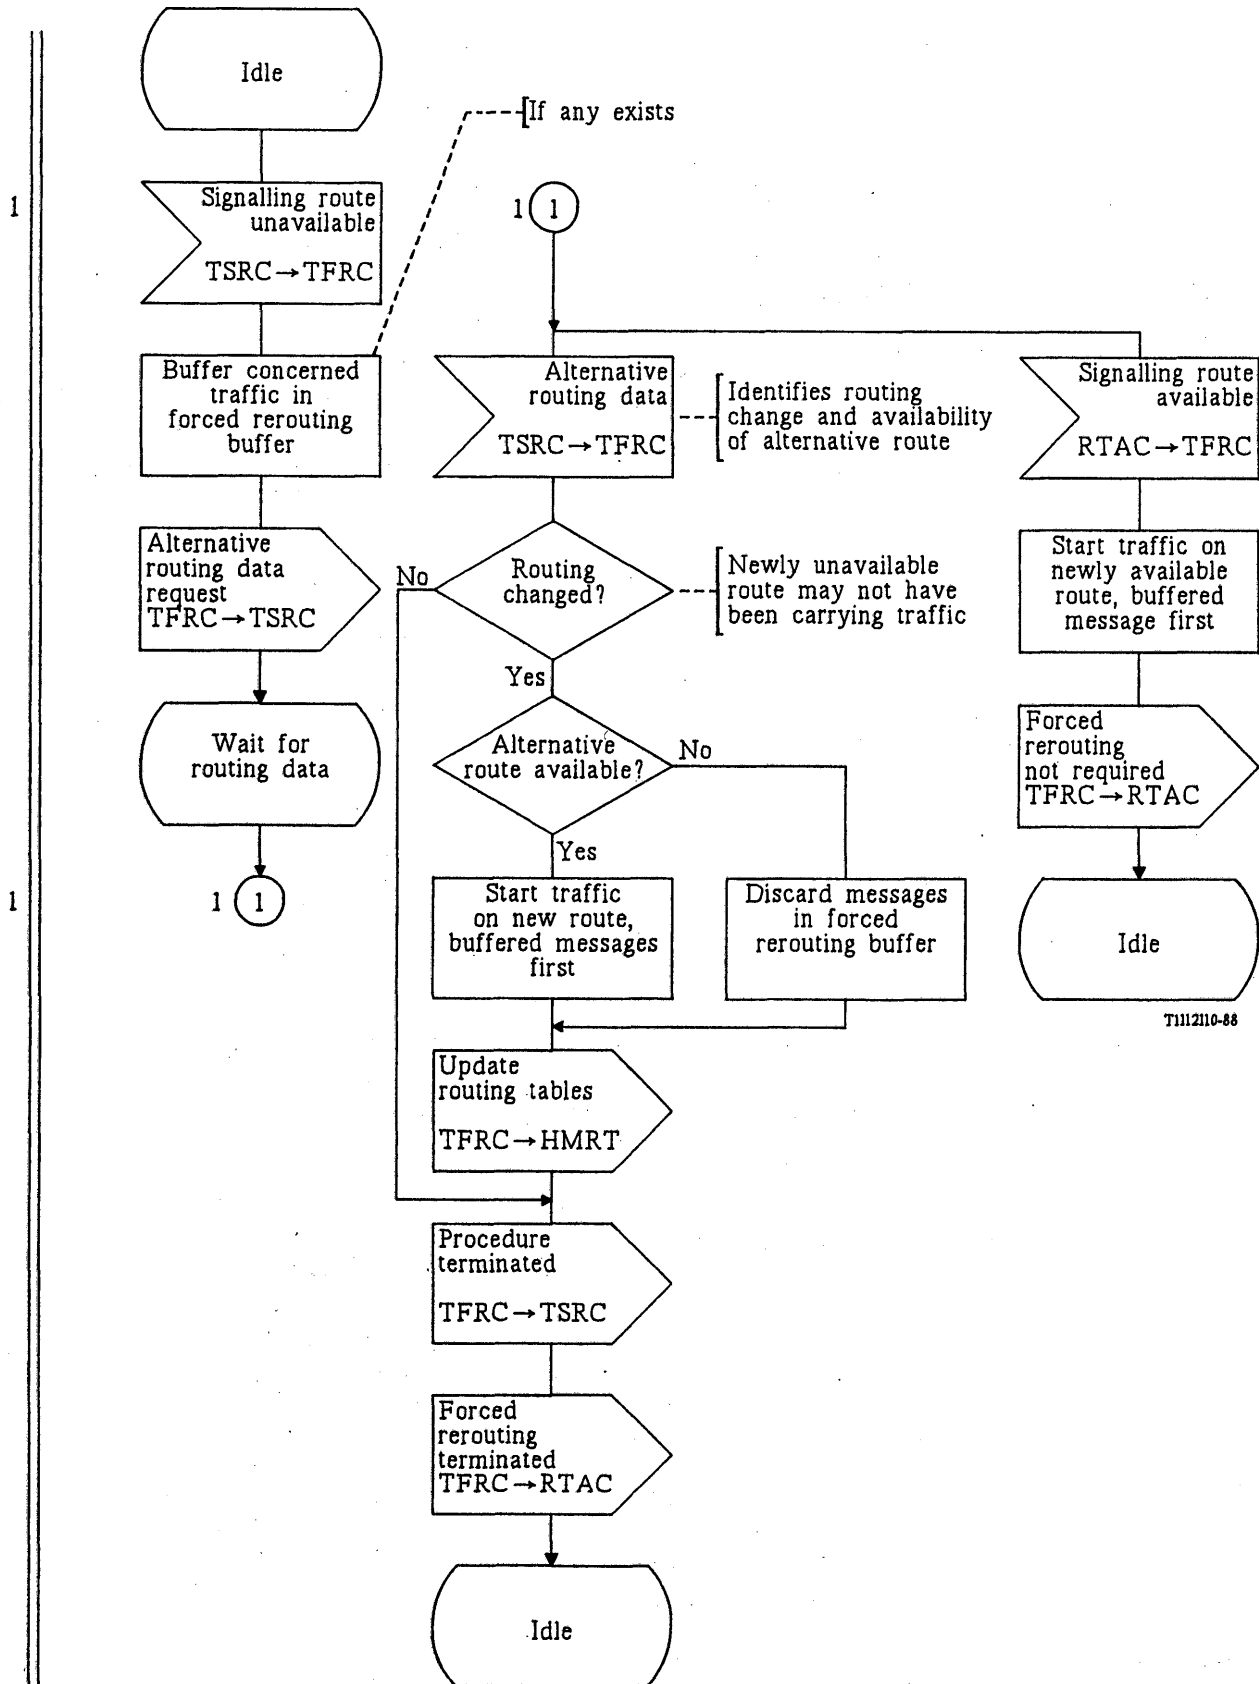 Idle
[If any exists
1
Signalling route
unavailable
TSRC→TFRC
1 1
Buffer concerned
traffic in
forced rerouting
buffer
Alternative
routing data
request
TFRC→TSRC
Wait for
routing data
1
1 1
Alternative
routing data
TSRC→TFRC
Identifies routing
change and availability
of alternative route
Routing
changed?
No
Newly unavailable
route may not have
been carrying traffic
Yes
Alternative
route available?
No
Yes
Start traffic
on new route,
buffered messages
first
Discard messages
in forced
rerouting buffer
Update
routing tables
TFRC→HMRT
Procedure
terminated
TFRC→TSRC
Forced
rerouting
terminated
TFRC→RTAC
Idle
Signalling route
available
RTAC→TFRC
Start traffic on
newly available
route, buffered
message first
Forced
rerouting
not required
TFRC→RTAC
Idle
T1112110-88